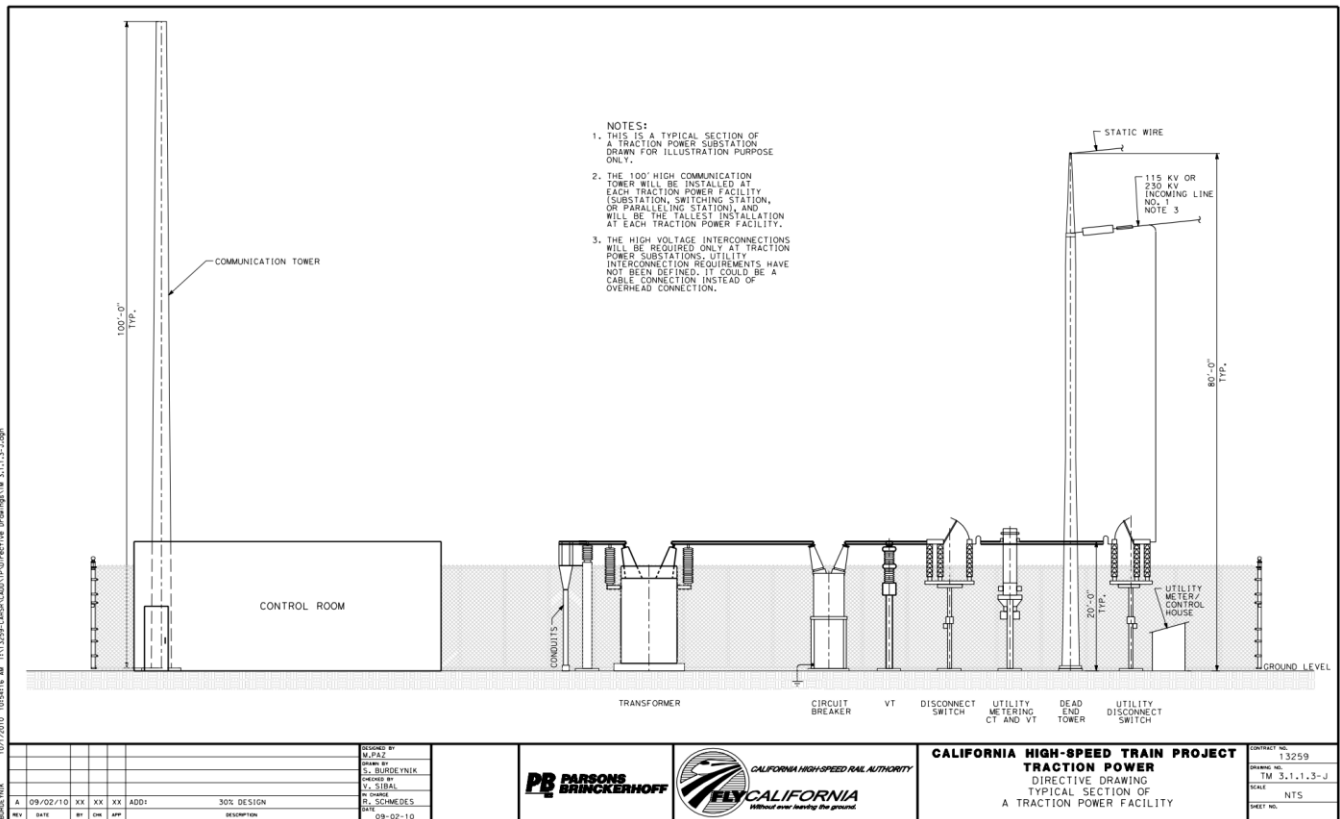 NOTES:
1. THIS IS A TYPICAL SECTION OF
A TRACTION POWER SUBSTATION
DRAWN FOR ILLUSTRATION PURPOSE
ONLY.
2. THE 100' HIGH COMMUNICATION
TOWER WILL BE INSTALLED AT
EACH TRACTION POWER FACILITY
(SUBSTATION, SWITCHING STATION,
OR PARALLELING STATION), AND
WILL BE THE TALLEST INSTALLATION
AT EACH TRACTION POWER FACILITY.
3. THE HIGH VOLTAGE INTERCONNECTIONS
WILL BE REQUIRED ONLY AT TRACTION
POWER SUBSTATIONS. UTILITY
INTERCONNECTION REQUIREMENTS HAVE
NOT BEEN DEFINED. IT COULD BE A
CABLE CONNECTION INSTEAD OF
OVERHEAD CONNECTION.
STATIC WIRE
115 KV OR
230 KV
INCOMING LINE
NO. 1
NOTE 3
COMMUNICATION TOWER
100'-0"
TYP.
80'-0"
TYP.
20'-0"
TYP.
CONTROL ROOM
CONDUITS
UTILITY
METER/
CONTROL
HOUSE
GROUND LEVEL
TRANSFORMER
CIRCUIT
BREAKER
VT
DISCONNECT
SWITCH
UTILITY
METERING
CT AND VT
DEAD
END
TOWER
UTILITY
DISCONNECT
SWITCH
A 09/02/10 XX XX XX ADD: 30% DESIGN
REV DATE BY CHK APP DESCRIPTION
DESIGNED BY
M.PAZ
DRAWN BY
S. BURDEYNIK
CHECKED BY
V. SIBAL
IN CHARGE
R. SCHMEDES
DATE
09-02-10
PB PARSONS
BRINCKERHOFF
CALIFORNIA HIGH-SPEED RAIL AUTHORITY
FLYCALIFORNIA
Without ever leaving the ground.
CALIFORNIA HIGH-SPEED TRAIN PROJECT
TRACTION POWER
DIRECTIVE DRAWING
TYPICAL SECTION OF
A TRACTION POWER FACILITY
CONTRACT NO.
13259
DRAWING NO.
TM 3.1.1.3-J
SCALE
NTS
SHEET NO.